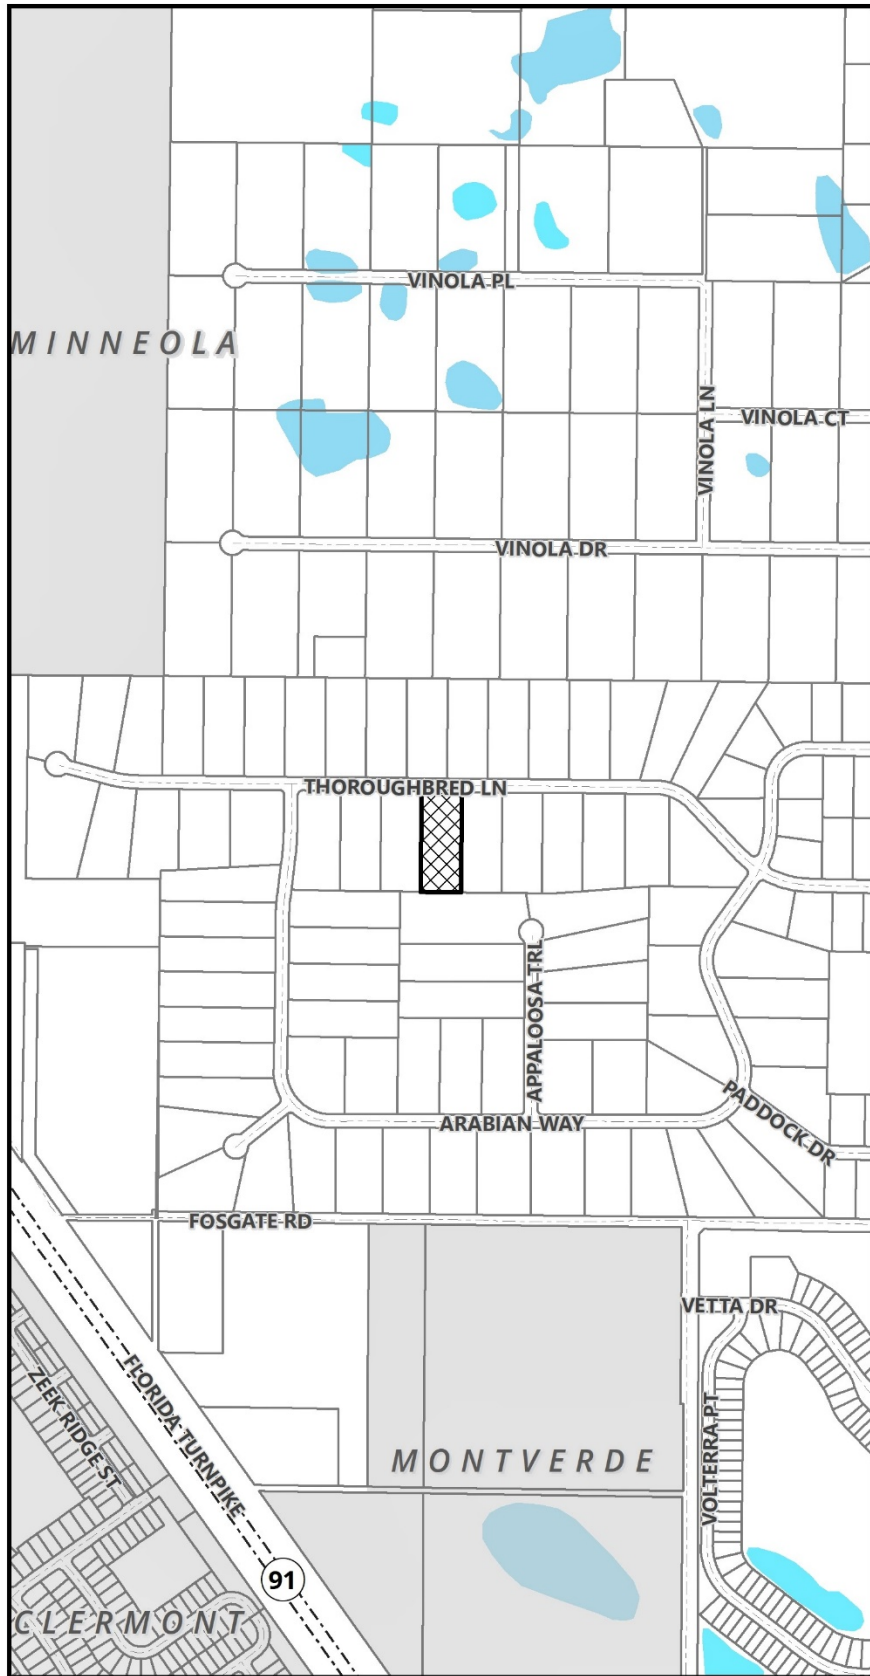 VINOLA PL
MINNEOLA
VINOLA LN
VINOLA CT
VINOLA DR
THOROUGHBRED LN
APPALOOSA TRL
ARABIAN WAY
PADDOCK DR
FOSGATE RD
VETTA DR
FLORIDA TURNPIKE
ZEEK RIDGE ST
VOLTERRA PT
MONTVERDE
91
CLERMONT